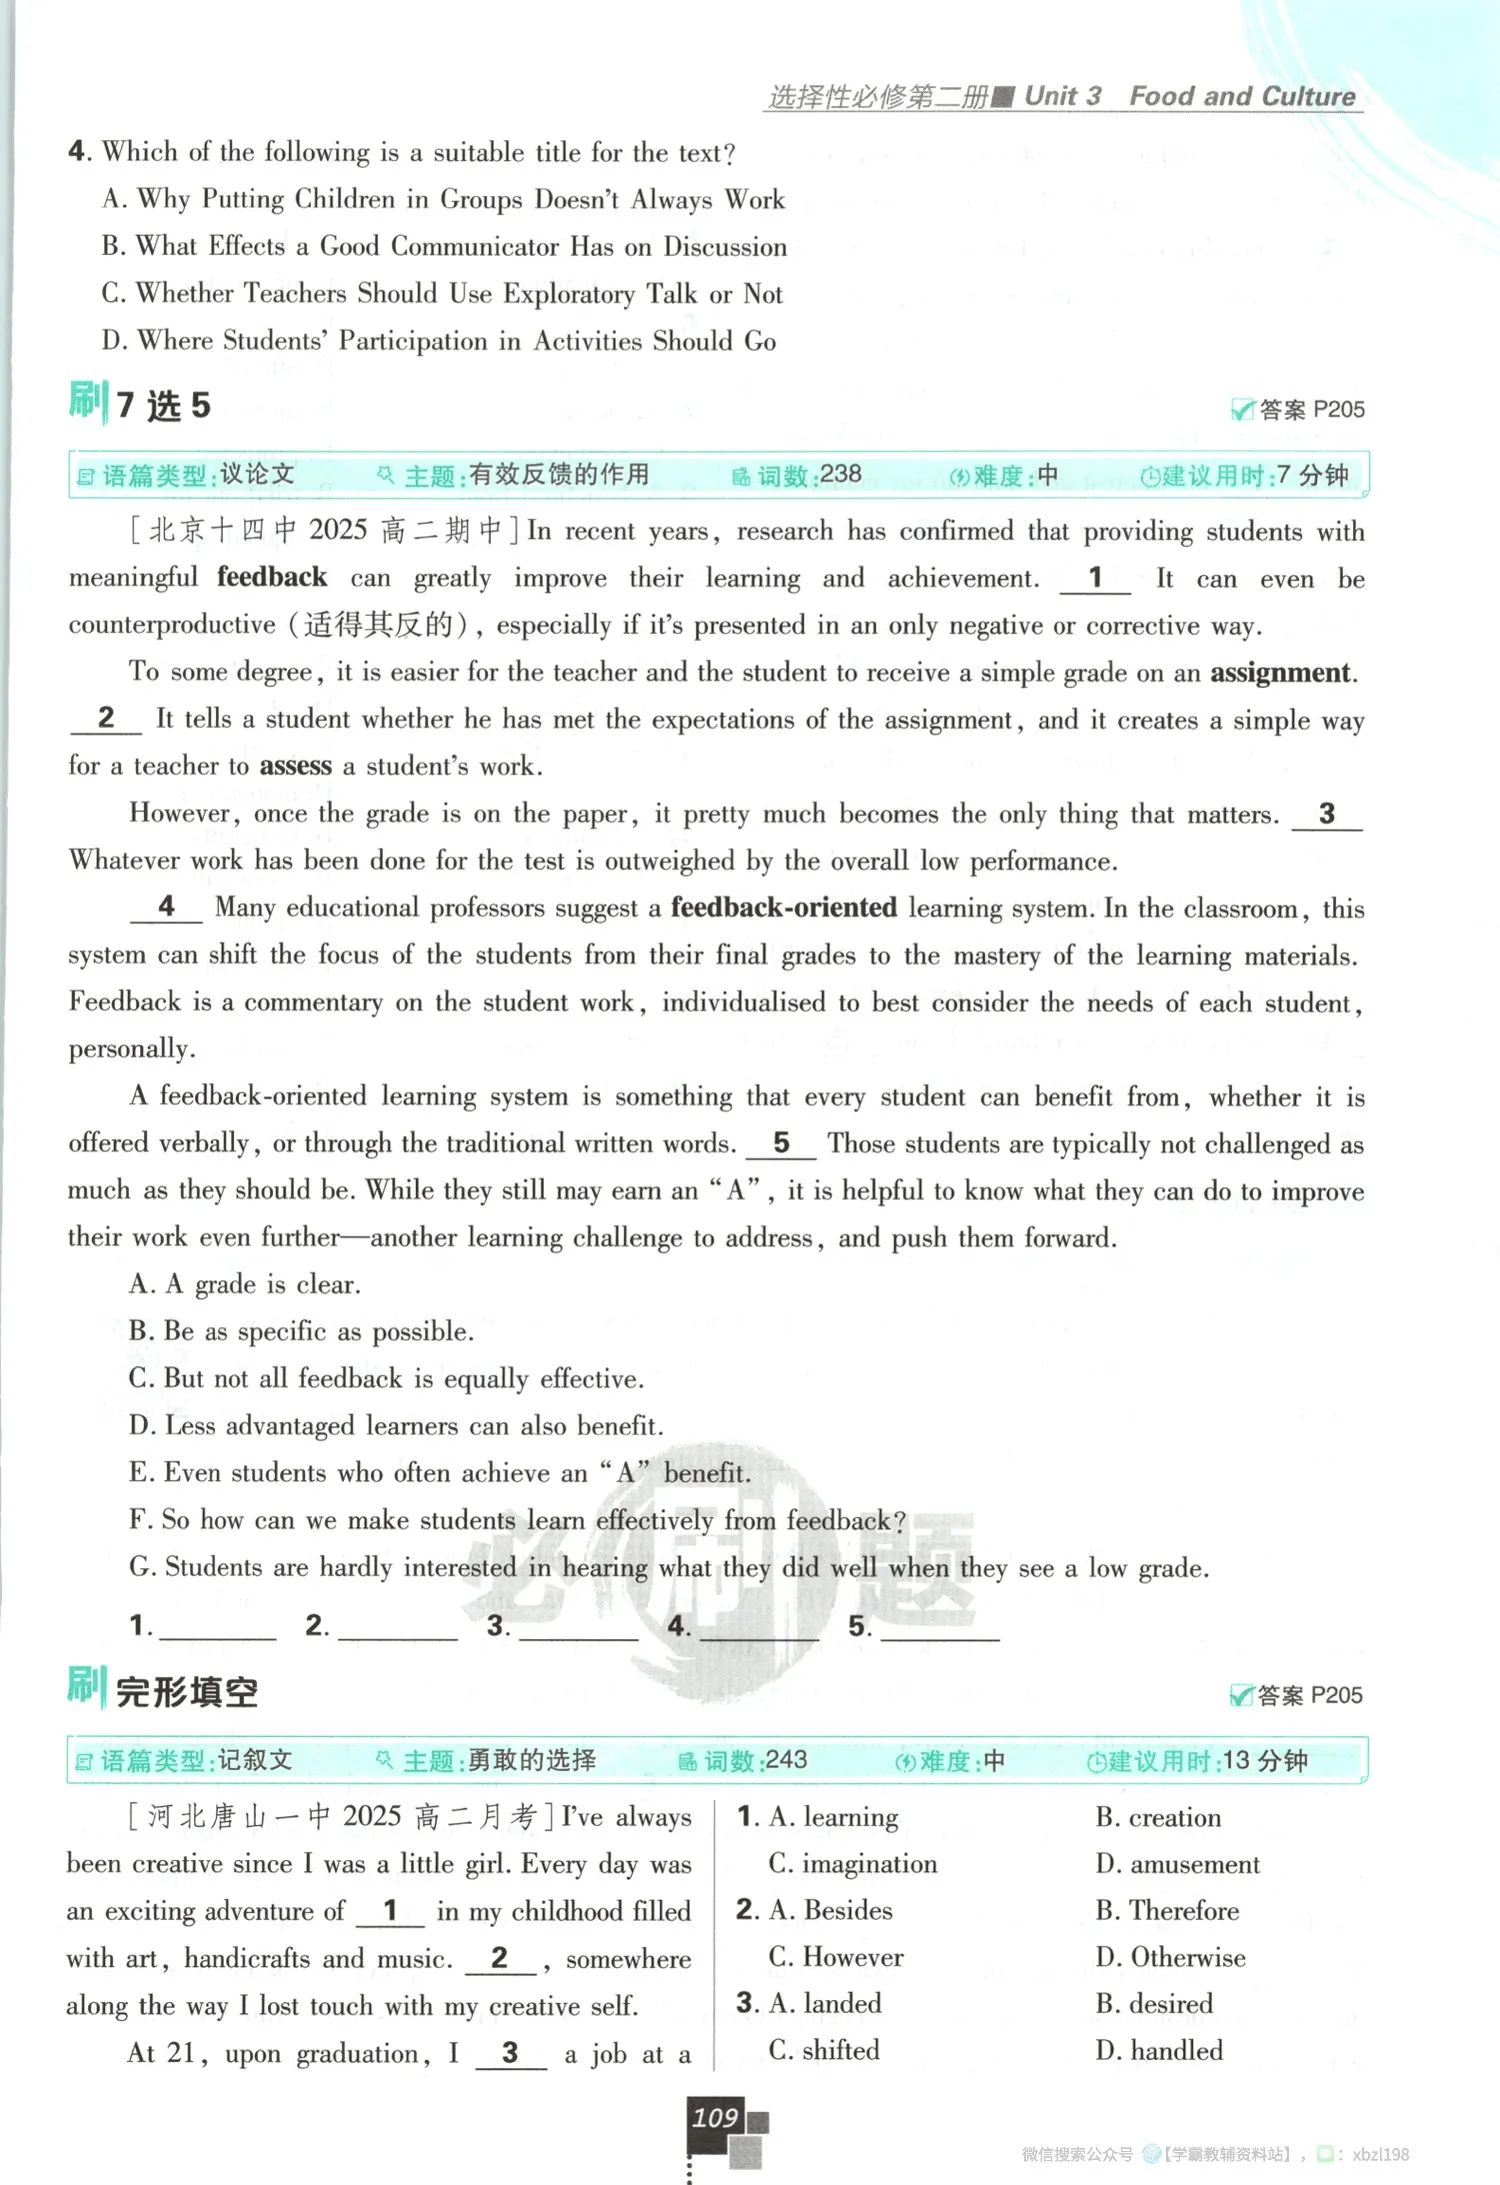 选择性必修第二册■ Unit 3 Food and Culture
4. Which of the following is a suitable title for the text?
A. Why Putting Children in Groups Doesn't Always Work
B. What Effects a Good Communicator Has on Discussion
C. Whether Teachers Should Use Exploratory Talk or Not
D. Where Students' Participation in Activities Should Go
刷 7 选 5
答案 P205
语篇类型:议论文 主题:有效反馈的作用 词数:238 难度:中 建议用时:7 分钟
[北京十四中 2025 高二期中]In recent years, research has confirmed that providing students with
meaningful feedback can greatly improve their learning and achievement. 1 It can even be
counterproductive (适得其反的), especially if it's presented in an only negative or corrective way.
To some degree, it is easier for the teacher and the student to receive a simple grade on an assignment.
2 It tells a student whether he has met the expectations of the assignment, and it creates a simple way
for a teacher to assess a student's work.
However, once the grade is on the paper, it pretty much becomes the only thing that matters. 3
Whatever work has been done for the test is outweighed by the overall low performance.
4 Many educational professors suggest a feedback-oriented learning system. In the classroom, this
system can shift the focus of the students from their final grades to the mastery of the learning materials.
Feedback is a commentary on the student work, individualised to best consider the needs of each student,
personally.
A feedback-oriented learning system is something that every student can benefit from, whether it is
offered verbally, or through the traditional written words. 5 Those students are typically not challenged as
much as they should be. While they still may earn an “A”, it is helpful to know what they can do to improve
their work even further—another learning challenge to address, and push them forward.
A. A grade is clear.
B. Be as specific as possible.
C. But not all feedback is equally effective.
D. Less advantaged learners can also benefit.
E. Even students who often achieve an “A” benefit.
F. So how can we make students learn effectively from feedback?
G. Students are hardly interested in hearing what they did well when they see a low grade.
必刷题
1. 2. 3. 4. 5.
刷 完形填空
答案 P205
语篇类型:记叙文 主题:勇敢的选择 词数:243 难度:中 建议用时:13 分钟
[河北唐山一中 2025 高二月考]I've always
been creative since I was a little girl. Every day was
an exciting adventure of 1 in my childhood filled
with art, handicrafts and music. 2 , somewhere
along the way I lost touch with my creative self.
At 21, upon graduation, I 3 a job at a
1. A. learning B. creation
C. imagination D. amusement
2. A. Besides B. Therefore
C. However D. Otherwise
3. A. landed B. desired
C. shifted D. handled
109
微信搜索公众号 【学霸教辅资料站】, : xbzl198